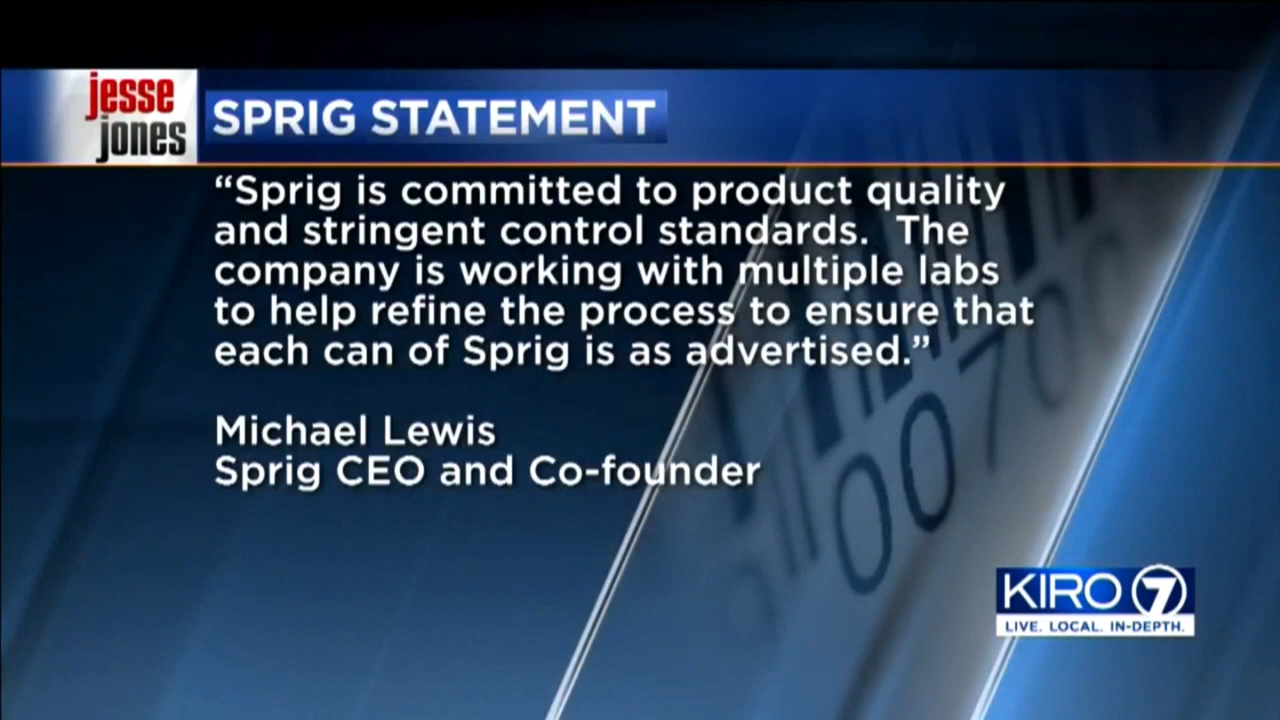 jesse
jones
SPRIG STATEMENT
“Sprig is committed to product quality
and stringent control standards.  The
company is working with multiple labs
to help refine the process to ensure that
each can of Sprig is as advertised.”
Michael Lewis
Sprig CEO and Co-founder
0070
KIRO 7
LIVE. LOCAL. IN-DEPTH.